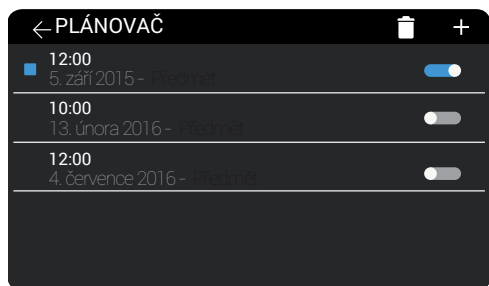 PLÁNOVAČ
12:00
5. září 2015 - Předmět
10:00
13. února 2016 - Předmět
12:00
4. července 2016 - Předmět